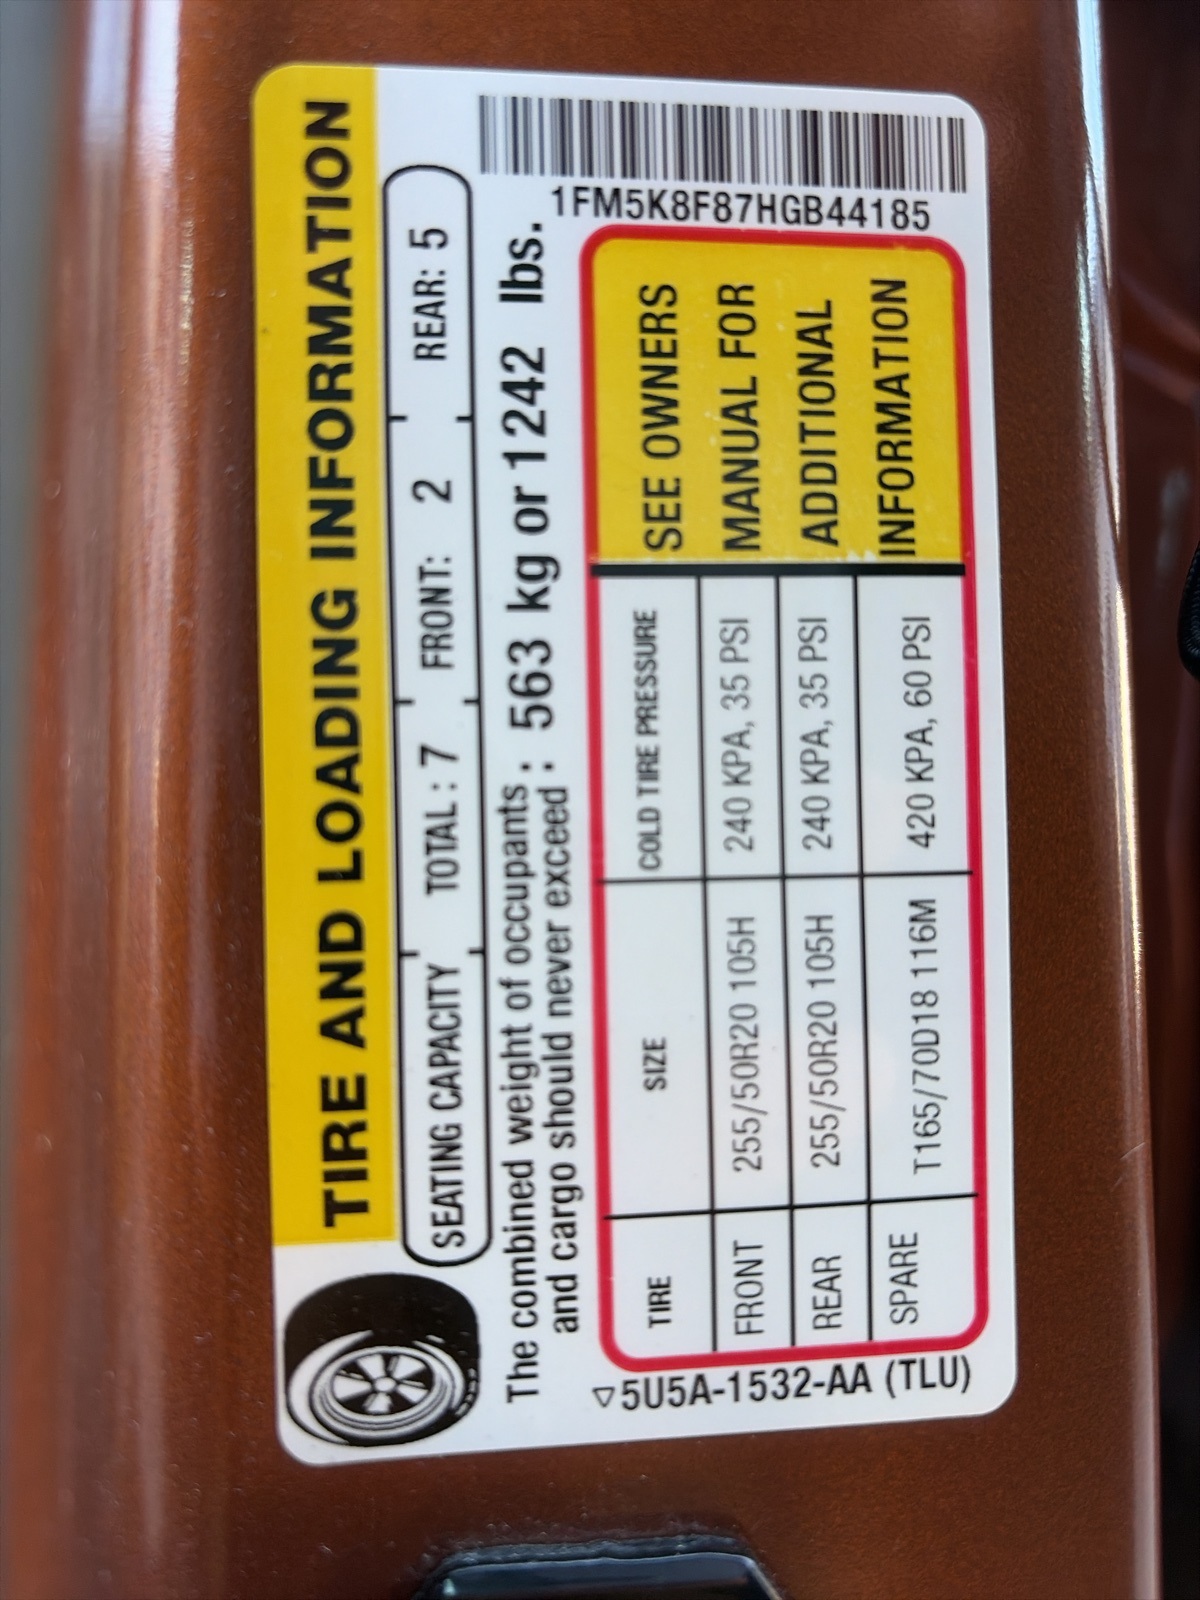 TIRE AND LOADING INFORMATION
SEATING CAPACITY TOTAL : 7 FRONT: 2 REAR: 5
The combined weight of occupants and cargo should never exceed : 563 kg or 1242 lbs.
1FM5K8F87HGB44185
TIRE SIZE COLD TIRE PRESSURE
FRONT 255/50R20 105H 240 KPA, 35 PSI
REAR 255/50R20 105H 240 KPA, 35 PSI
SPARE T165/70D18 116M 420 KPA, 60 PSI
SEE OWNERS
MANUAL FOR
ADDITIONAL
INFORMATION
5U5A-1532-AA (TLU)